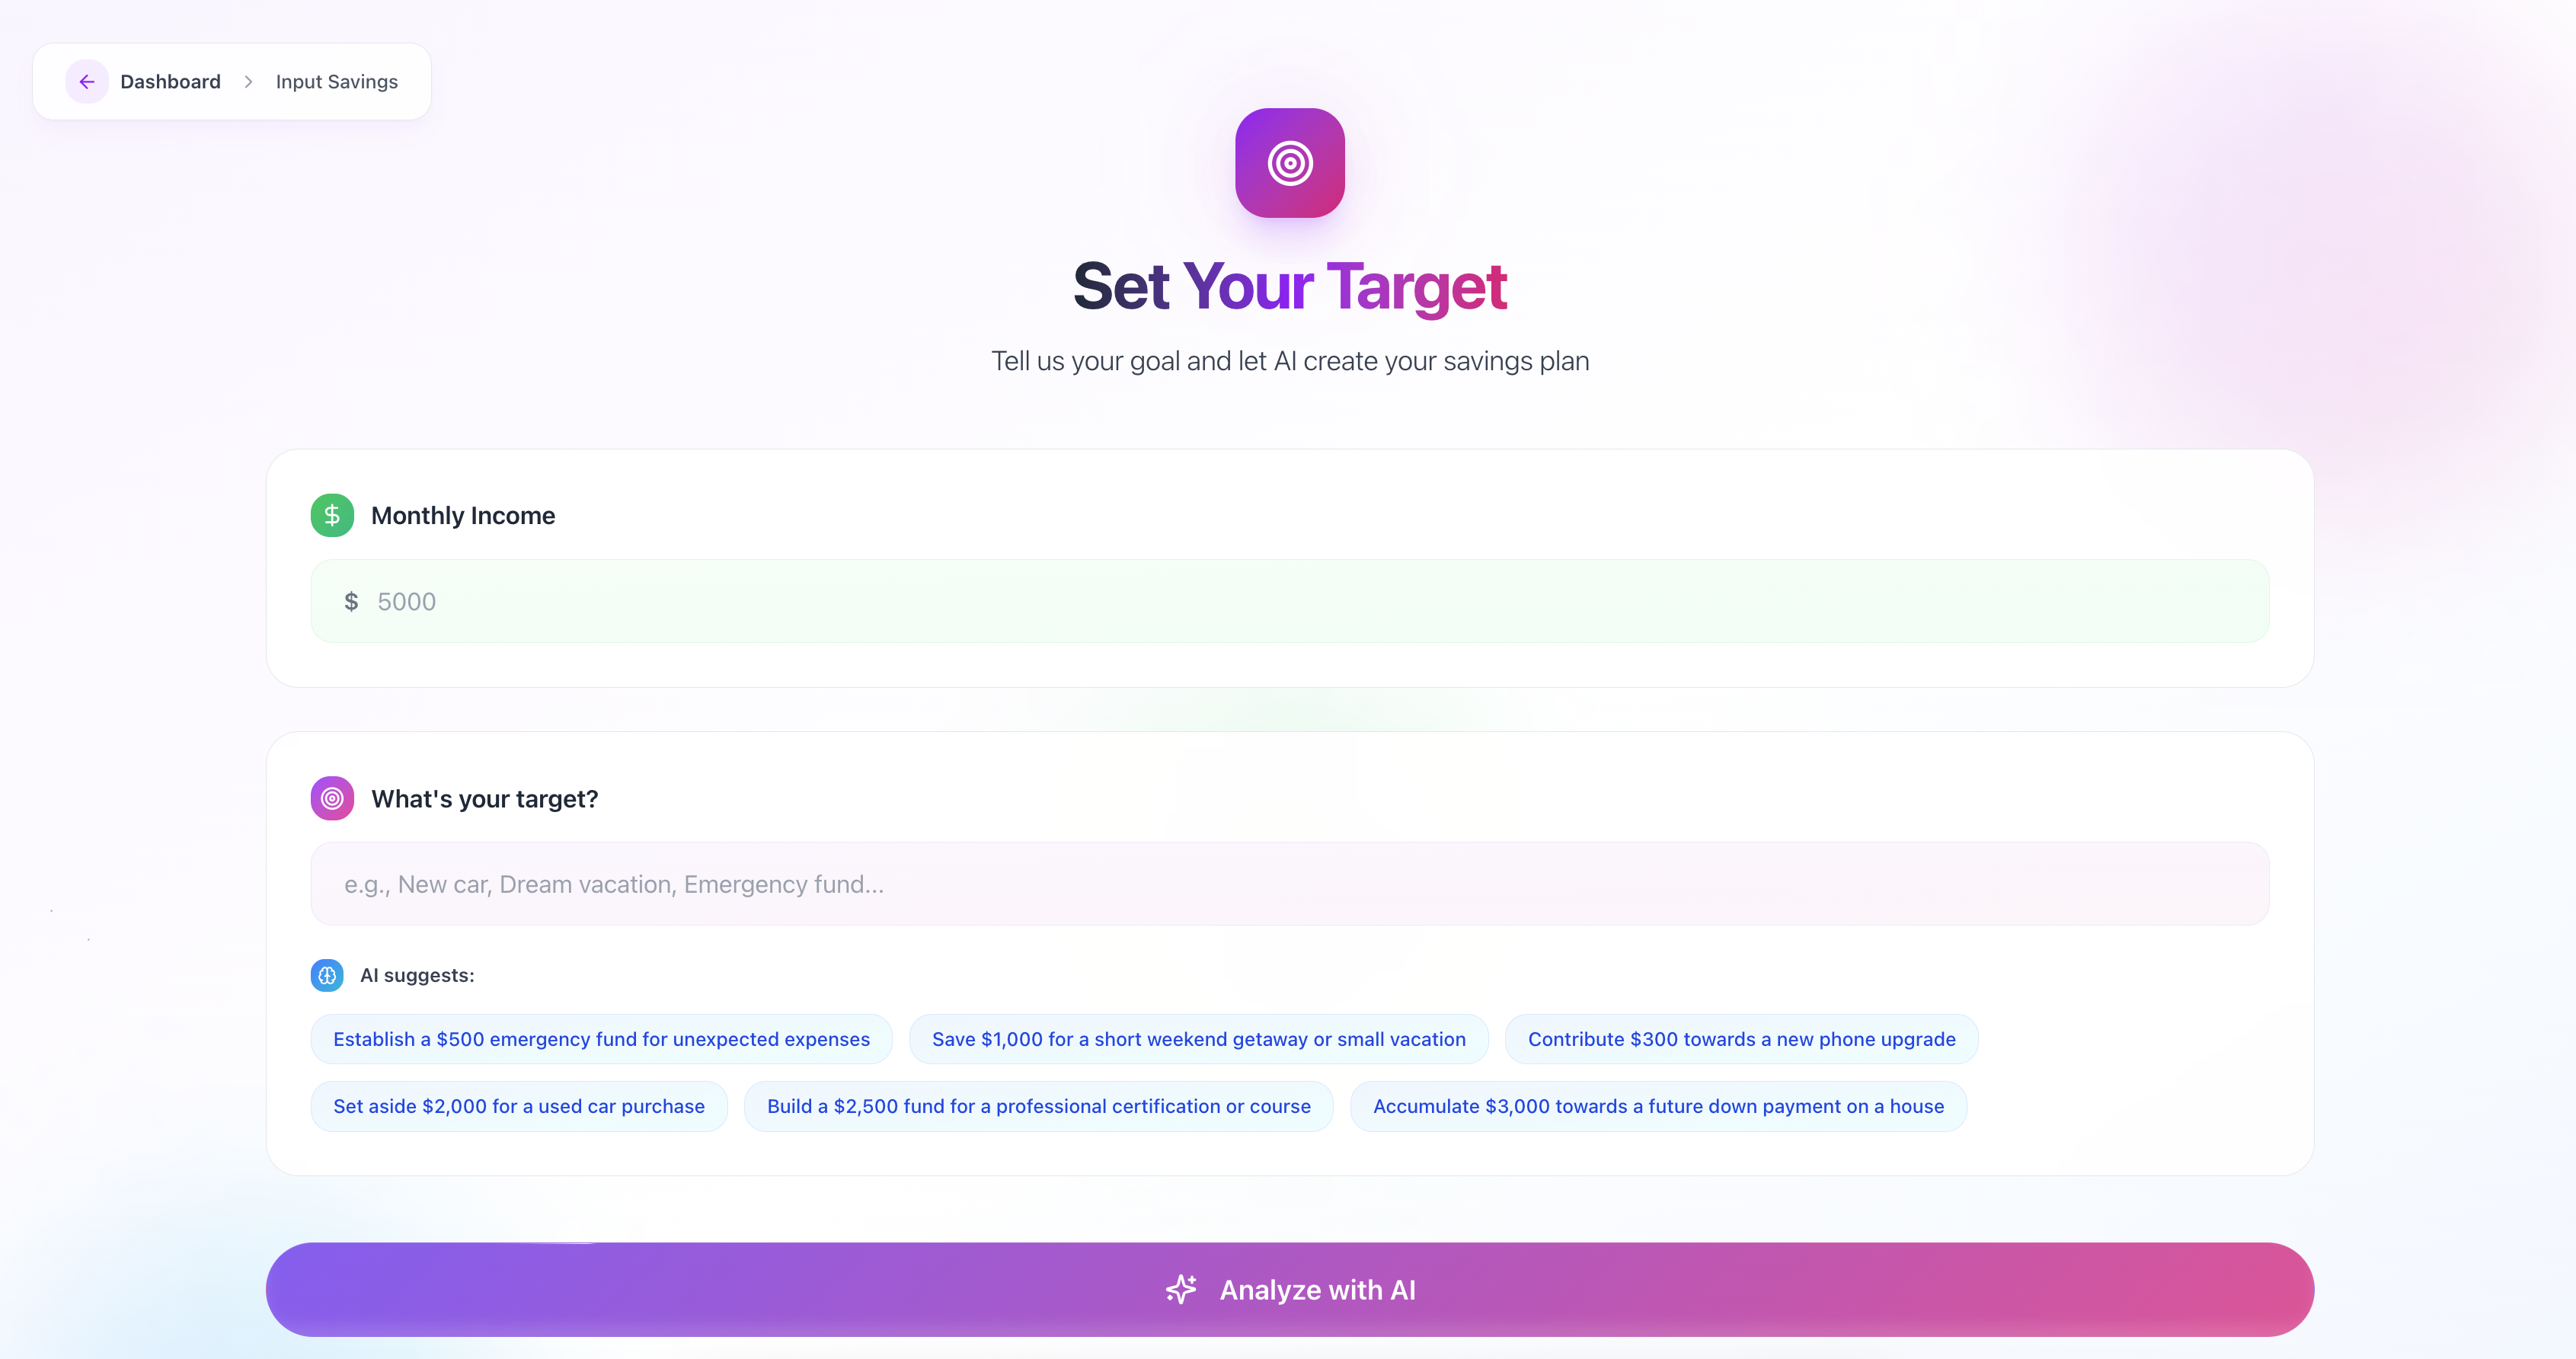 Dashboard > Input Savings
Set Your Target
Tell us your goal and let AI create your savings plan
Monthly Income
$ 5000
What's your target?
e.g., New car, Dream vacation, Emergency fund...
AI suggests:
Establish a $500 emergency fund for unexpected expenses
Save $1,000 for a short weekend getaway or small vacation
Contribute $300 towards a new phone upgrade
Set aside $2,000 for a used car purchase
Build a $2,500 fund for a professional certification or course
Accumulate $3,000 towards a future down payment on a house
Analyze with AI